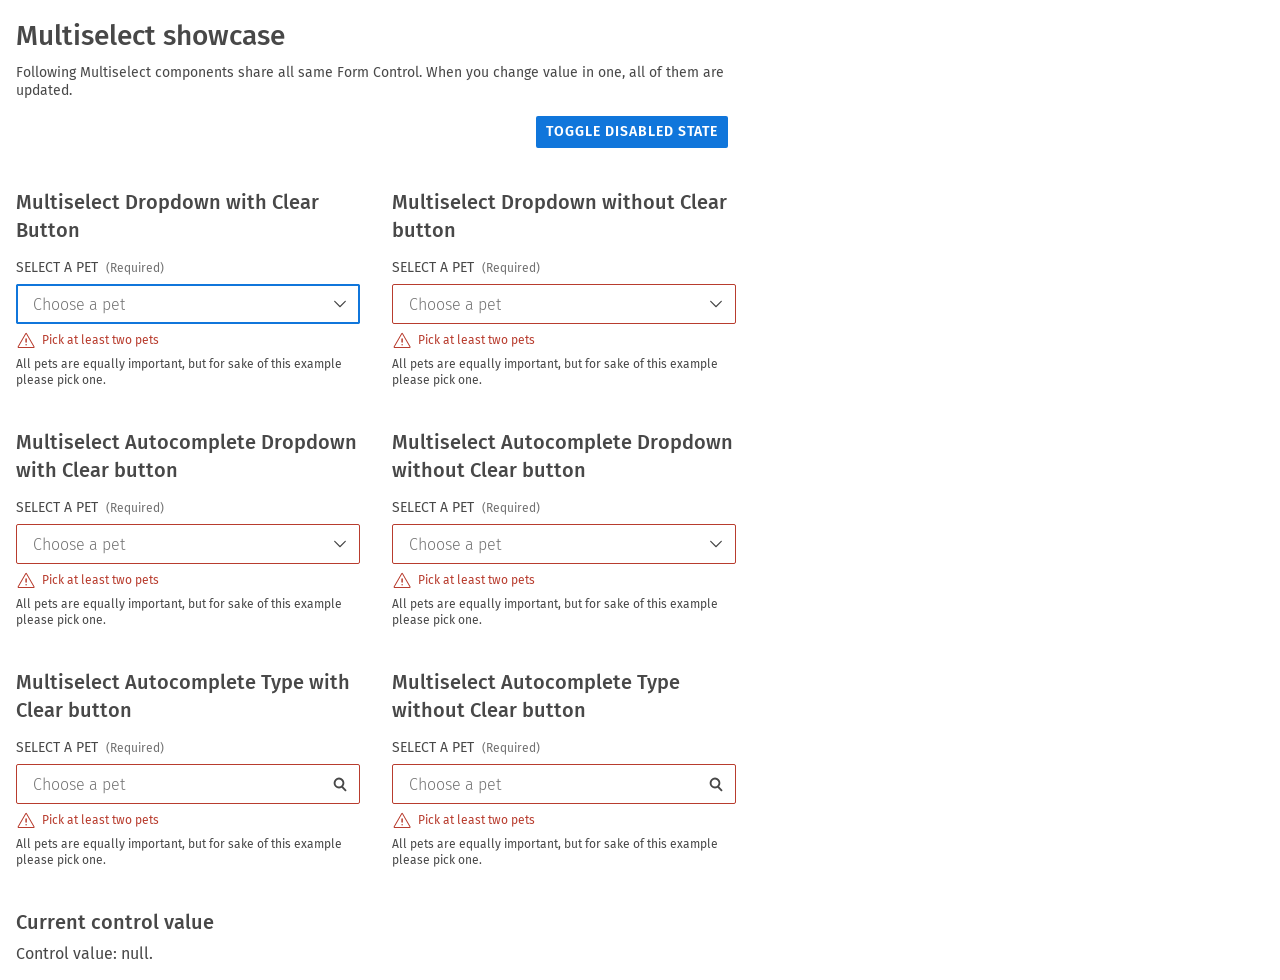 Multiselect showcase
Following Multiselect components share all same Form Control. When you change value in one, all of them are
updated.
TOGGLE DISABLED STATE
Multiselect Dropdown with Clear
Button
SELECT A PET (Required)
Choose a pet
Pick at least two pets
All pets are equally important, but for sake of this example
please pick one.
Multiselect Dropdown without Clear
button
SELECT A PET (Required)
Choose a pet
Pick at least two pets
All pets are equally important, but for sake of this example
please pick one.
Multiselect Autocomplete Dropdown
with Clear button
SELECT A PET (Required)
Choose a pet
Pick at least two pets
All pets are equally important, but for sake of this example
please pick one.
Multiselect Autocomplete Dropdown
without Clear button
SELECT A PET (Required)
Choose a pet
Pick at least two pets
All pets are equally important, but for sake of this example
please pick one.
Multiselect Autocomplete Type with
Clear button
SELECT A PET (Required)
Choose a pet
Pick at least two pets
All pets are equally important, but for sake of this example
please pick one.
Multiselect Autocomplete Type
without Clear button
SELECT A PET (Required)
Choose a pet
Pick at least two pets
All pets are equally important, but for sake of this example
please pick one.
Current control value
Control value: null.